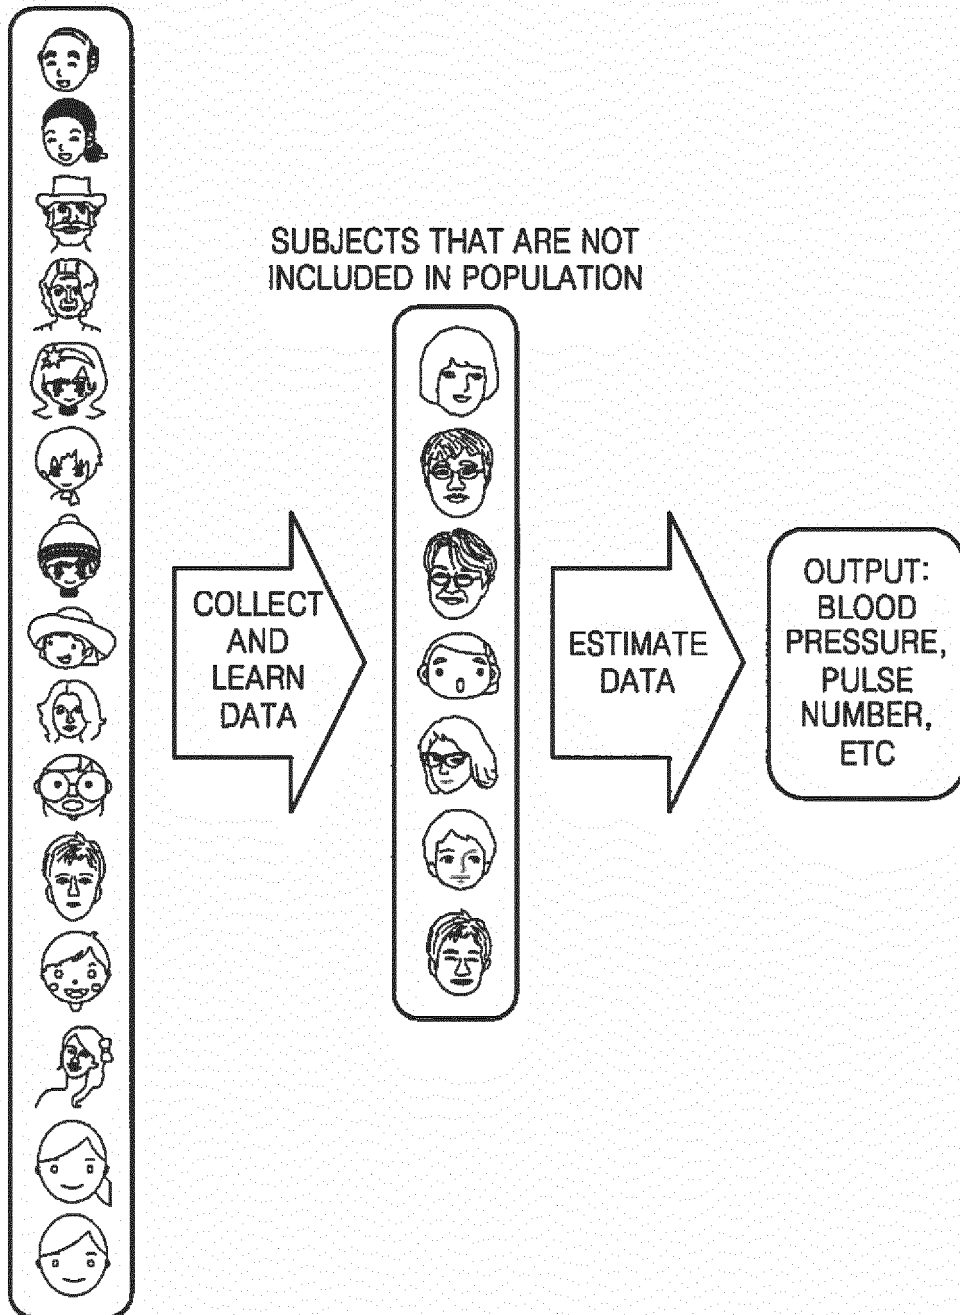 SUBJECTS THAT ARE NOT
INCLUDED IN POPULATION
COLLECT
AND
LEARN
DATA
ESTIMATE
DATA
OUTPUT:
BLOOD
PRESSURE,
PULSE
NUMBER,
ETC